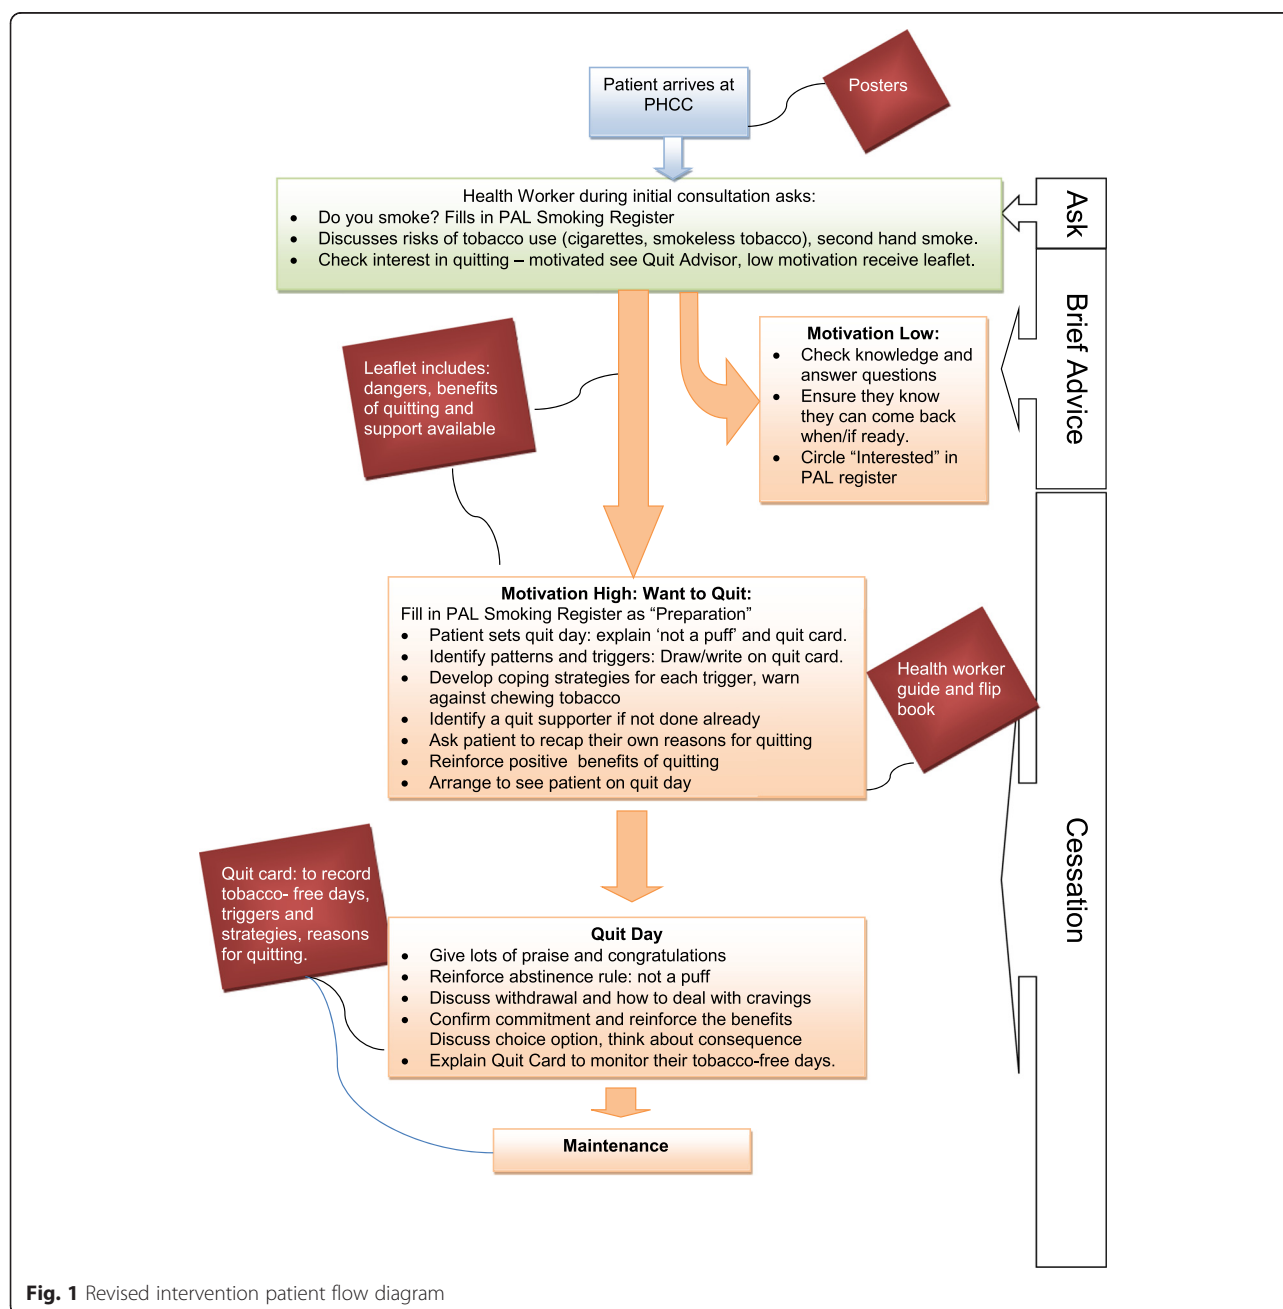 Patient arrives at
PHCC
Posters
Health Worker during initial consultation asks:
• Do you smoke? Fills in PAL Smoking Register
• Discusses risks of tobacco use (cigarettes, smokeless tobacco), second hand smoke.
• Check interest in quitting – motivated see Quit Advisor, low motivation receive leaflet.
Ask
Brief Advice
Leaflet includes:
dangers, benefits
of quitting and
support available
Motivation Low:
• Check knowledge and
answer questions
• Ensure they know
they can come back
when/if ready.
• Circle “Interested” in
PAL register
Motivation High: Want to Quit:
Fill in PAL Smoking Register as “Preparation”
• Patient sets quit day: explain ‘not a puff’ and quit card.
• Identify patterns and triggers: Draw/write on quit card.
• Develop coping strategies for each trigger, warn
against chewing tobacco
• Identify a quit supporter if not done already
• Ask patient to recap their own reasons for quitting
• Reinforce positive benefits of quitting
• Arrange to see patient on quit day
Health worker
guide and flip
book
Cessation
Quit card: to record
tobacco- free days,
triggers and
strategies, reasons
for quitting.
Quit Day
• Give lots of praise and congratulations
• Reinforce abstinence rule: not a puff
• Discuss withdrawal and how to deal with cravings
• Confirm commitment and reinforce the benefits
Discuss choice option, think about consequence
• Explain Quit Card to monitor their tobacco-free days.
Maintenance
Fig. 1 Revised intervention patient flow diagram